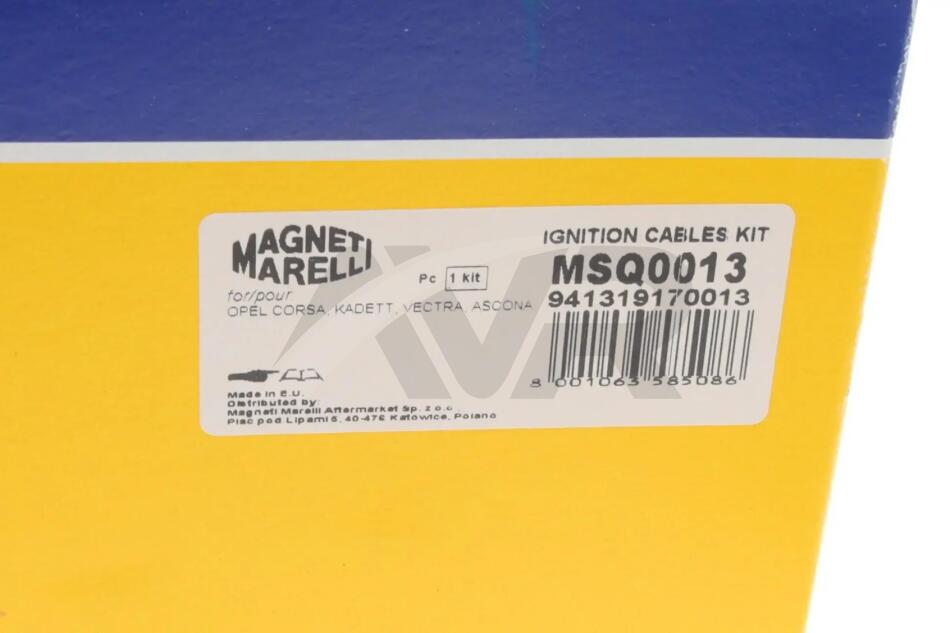 MAGNETI
MARELLI
Pc 1 kit
for/pour
OPEL CORSA, KADETT, VECTRA, ASCONA
IGNITION CABLES KIT
MSQ0013
941319170013
8 001063 585086
Made in E.U.
Distributed by:
Magneti Marelli Aftermarket Sp. z o.o.
Plac pod Lipami 5, 40-476 Katowice, Poland